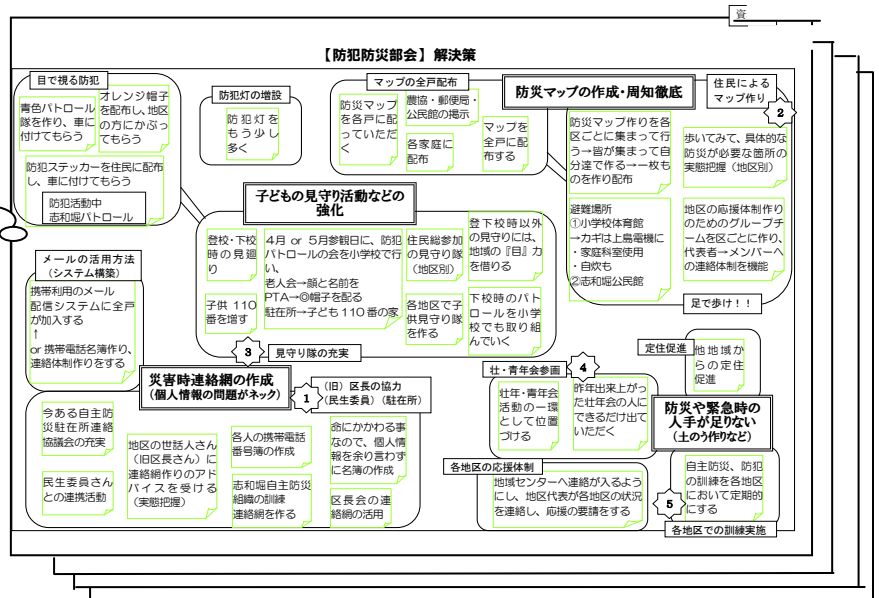 資
【防犯防災部会】解決策
目で視る防犯
青色パトロール
隊を作り、車に
付けてもらう
オレンジ帽子
を配布し、地区
の方にかぶっ
てもらう
防犯ステッカーを住民に配布
し、車に付けてもらう
防犯活動中
志和堀パトロール
防犯灯の増設
防犯灯を
もう少し
多く
マップの全戸配布
防災マップ
を各戸に配
っていただ
く
農協・郵便局・
公民館の掲示
各家庭に
配布
マップを
全戸に配
布する
防災マップの作成・周知徹底
住民による
マップ作り
2
防災マップ作りを各
区ごとに集まって行
う→皆が集まって自
分達で作る→一枚も
のを作り配布
歩いてみて、具体的な
防災が必要な箇所の
実態把握（地区別）
避難場所
①小学校体育館
→カギは上島電機に
・家庭科室使用
・自炊も
②志和堀公民館
地区の応援体制作り
のためのグループチ
ームを区ごとに作り、
代表者→メンバーへ
の連絡体制を機能
足で歩け！！
子どもの見守り活動などの
強化
登校・下校
時の見廻
り
4月 or 5月参観日に、防犯
パトロールの会を小学校で行
い、
老人会→顔と名前を
PTA→◎帽子を配る
駐在所→子ども110番の家
住民総参加
の見守り隊
（地区別）
登下校時以外
の見守りには、
地域の『目』力
を借りる
子供 110
番を増す
各地区で子
供見守り隊
を作る
下校時のパト
ロールを小学
校でも取り組
んでいく
3
見守り隊の充実
メールの活用方法
（システム構築）
携帯利用のメール
配信システムに全戸
が加入する
↑
or 携帯電話名簿作り、
連絡体制作りをする
災害時連絡網の作成
（個人情報の問題がネック）
1
（旧）区長の協力
（民生委員）（駐在所）
今ある自主防
災駐在所連絡
協議会の充実
民生委員さん
との連携活動
地区の世話人さん
（旧区長さん）に
連絡網作りのアド
バイスを受ける
（実態把握）
各人の携帯電話
番号簿の作成
志和堀自主防災
組織の訓練
連絡網を作る
命にかかわる事
なので、個人情
報を余り言わず
に名簿の作成
区長会の連
絡網の活用
壮・青年会参画
4
壮年・青年会
活動の一環
として位置
づける
昨年出来上がっ
た壮年会の人に
できるだけ出て
いただく
各地区の応援体制
地域センターへ連絡が入るよう
にし、地区代表が各地区の状況
を連絡し、応援の要請をする
定住促進
他地域か
らの定住
促進
防災や緊急時の
人手が足りない
（土のう作りなど）
自主防災、防犯
の訓練を各地区
において定期的
にする
5
各地区での訓練実施